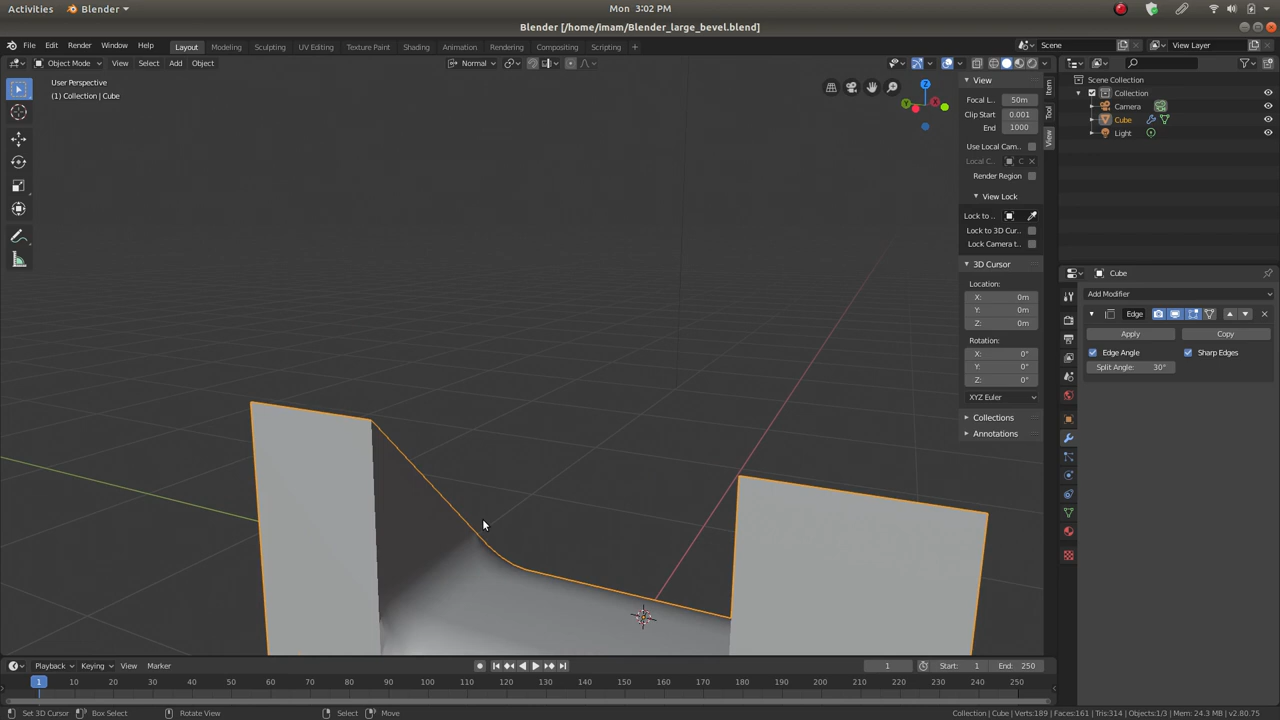 Activities Blender Mon 3:02 PM
Blender [/home/imam/Blender_large_bevel.blend]
File Edit Render Window Help Layout Modeling Sculpting UV Editing Texture Paint Shading Animation Rendering Compositing Scripting + Scene View Layer
Object Mode View Select Add Object Normal
User Perspective
(1) Collection | Cube
Z
Y
X
View
Focal L.. 50m
Clip Start 0.001
End 1000
Use Local Cam..
Local C.. C
Render Region
View Lock
Lock to ..
Lock to 3D Cur..
Lock Camera t..
3D Cursor
Location:
X: 0m
Y: 0m
Z: 0m
Rotation:
X: 0°
Y: 0°
Z: 0°
XYZ Euler
Collections
Annotations
Item
Tool
View
Scene Collection
Collection
Camera
Cube
Light
Cube
Add Modifier
Edge
Apply Copy
Edge Angle Sharp Edges
Split Angle: 30°
Playback Keying View Marker 1 Start: 1 End: 250
1 10 20 30 40 50 60 70 80 90 100 110 120 130 140 150 160 170 180 190 200 210 220 230 240 250
Set 3D Cursor Box Select Rotate View Select Move Collection | Cube | Verts:189 | Faces:161 | Tris:314 | Objects:1/3 | Mem: 24.3 MB | v2.80.75